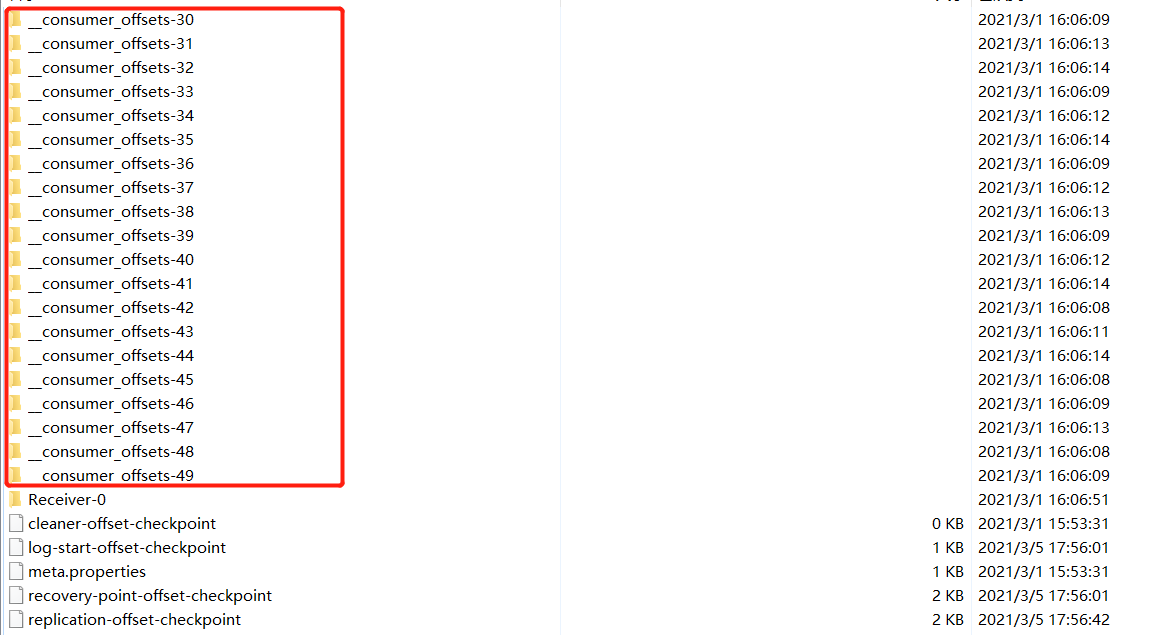 __consumer_offsets-30 2021/3/1 16:06:09
__consumer_offsets-31 2021/3/1 16:06:13
__consumer_offsets-32 2021/3/1 16:06:14
__consumer_offsets-33 2021/3/1 16:06:09
__consumer_offsets-34 2021/3/1 16:06:12
__consumer_offsets-35 2021/3/1 16:06:14
__consumer_offsets-36 2021/3/1 16:06:09
__consumer_offsets-37 2021/3/1 16:06:12
__consumer_offsets-38 2021/3/1 16:06:13
__consumer_offsets-39 2021/3/1 16:06:09
__consumer_offsets-40 2021/3/1 16:06:12
__consumer_offsets-41 2021/3/1 16:06:14
__consumer_offsets-42 2021/3/1 16:06:08
__consumer_offsets-43 2021/3/1 16:06:11
__consumer_offsets-44 2021/3/1 16:06:14
__consumer_offsets-45 2021/3/1 16:06:08
__consumer_offsets-46 2021/3/1 16:06:09
__consumer_offsets-47 2021/3/1 16:06:13
__consumer_offsets-48 2021/3/1 16:06:08
__consumer_offsets-49 2021/3/1 16:06:09
Receiver-0 2021/3/1 16:06:51
cleaner-offset-checkpoint 0 KB 2021/3/1 15:53:31
log-start-offset-checkpoint 1 KB 2021/3/5 17:56:01
meta.properties 1 KB 2021/3/1 15:53:31
recovery-point-offset-checkpoint 2 KB 2021/3/5 17:56:01
replication-offset-checkpoint 2 KB 2021/3/5 17:56:42